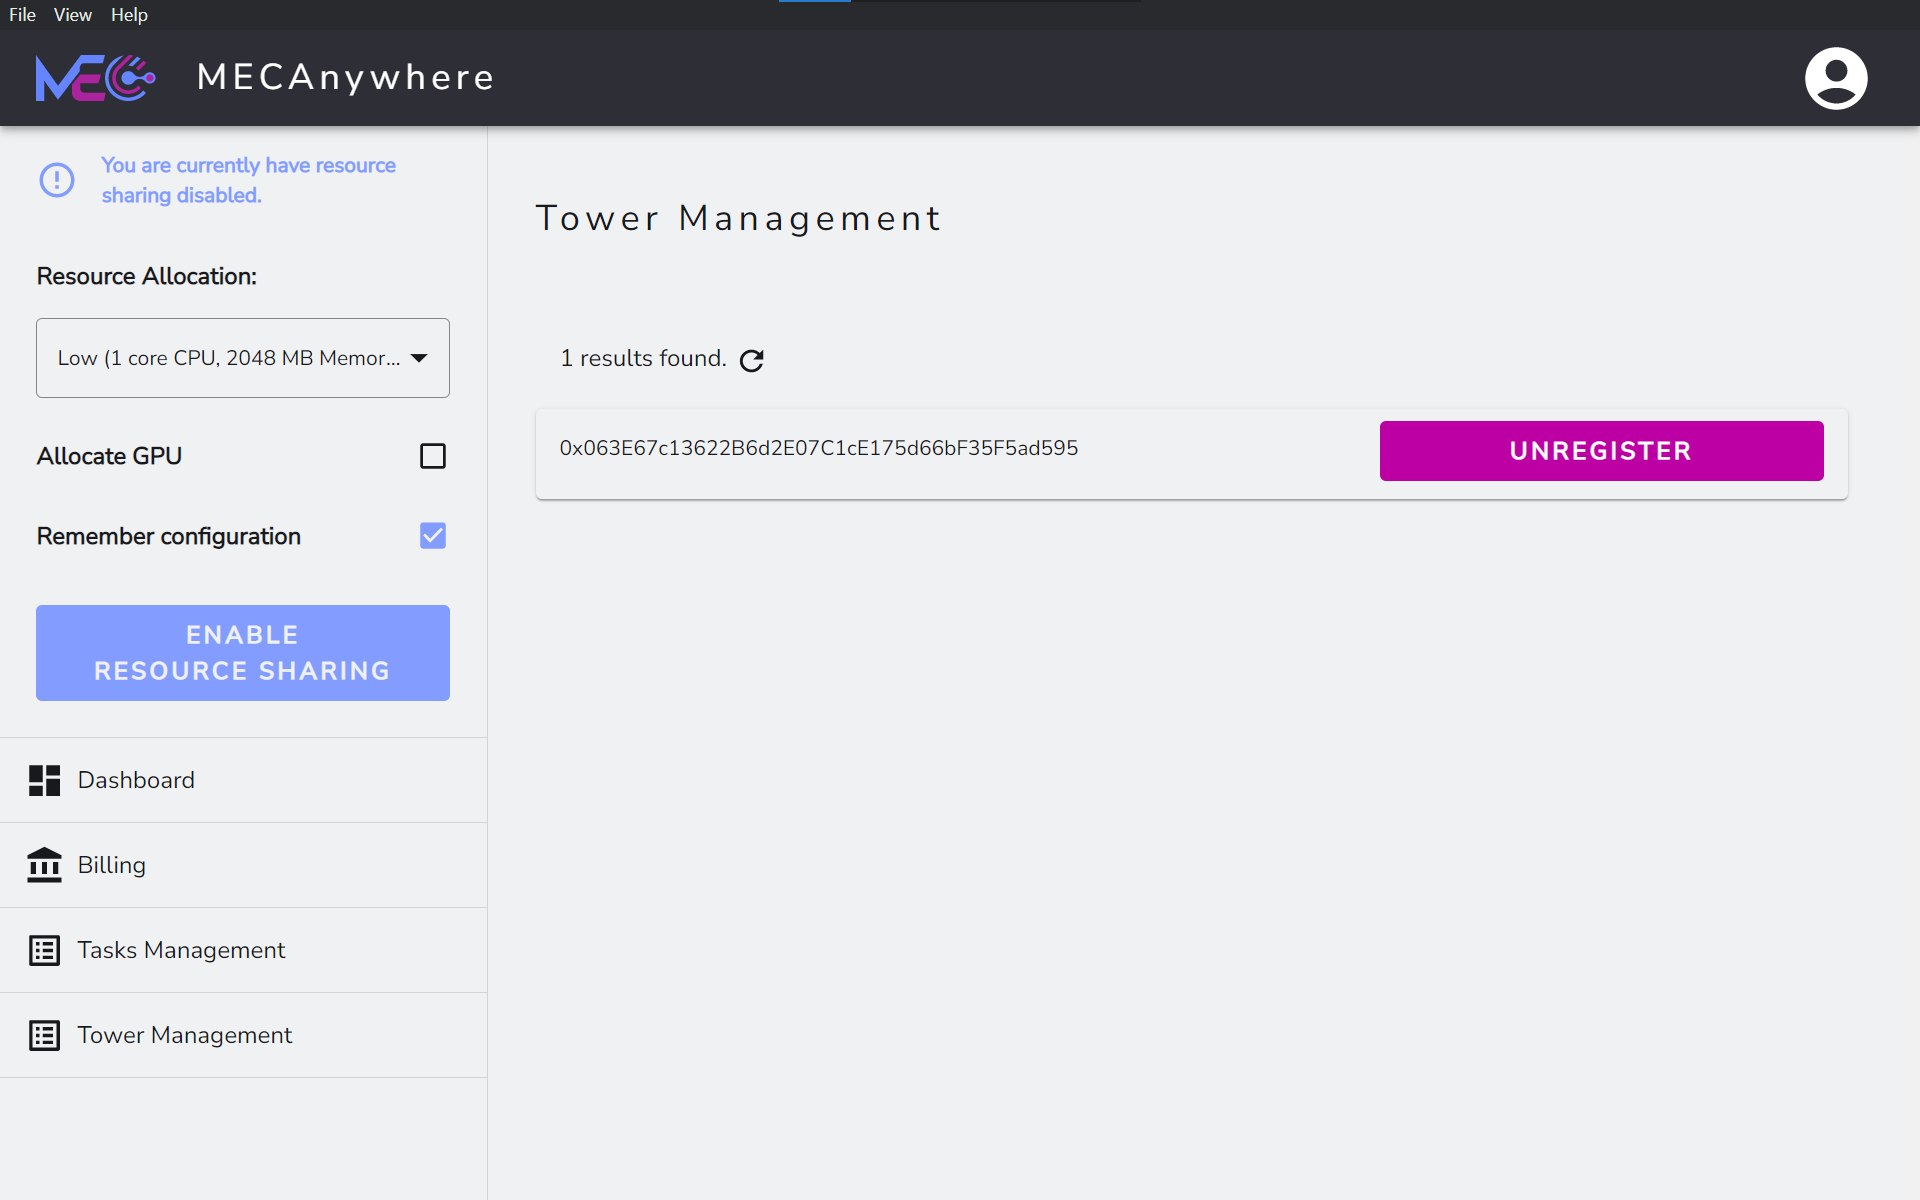 File View Help
MEC MECAnywhere
You are currently have resource
sharing disabled.
Resource Allocation:
Low (1 core CPU, 2048 MB Memor...
Allocate GPU
Remember configuration
ENABLE
RESOURCE SHARING
Dashboard
Billing
Tasks Management
Tower Management
Tower Management
1 results found.
0x063E67c13622B6d2E07C1cE175d66bF35F5ad595
UNREGISTER